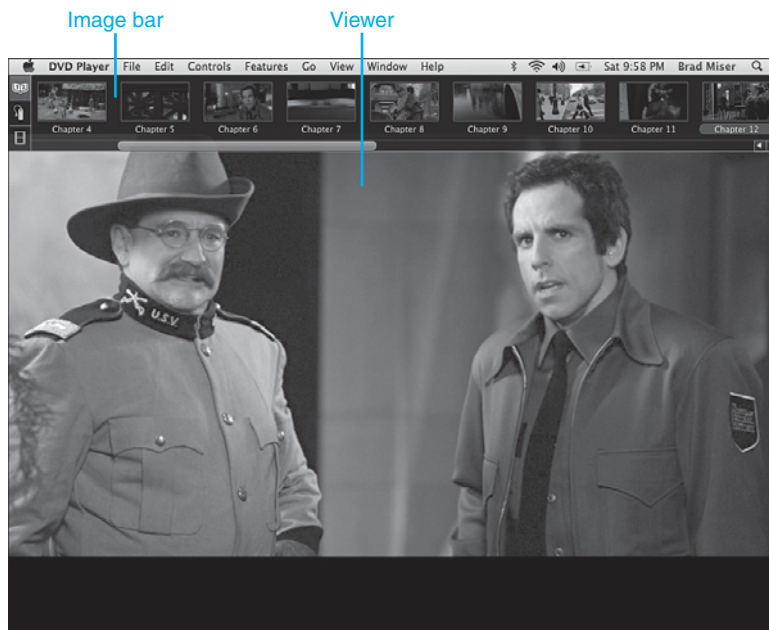 Image bar Viewer
DVD Player File Edit Controls Features Go View Window Help Sat 9:58 PM Brad Miser
Chapter 4 Chapter 5 Chapter 6 Chapter 7 Chapter 8 Chapter 9 Chapter 10 Chapter 11 Chapter 12
U.S.V.